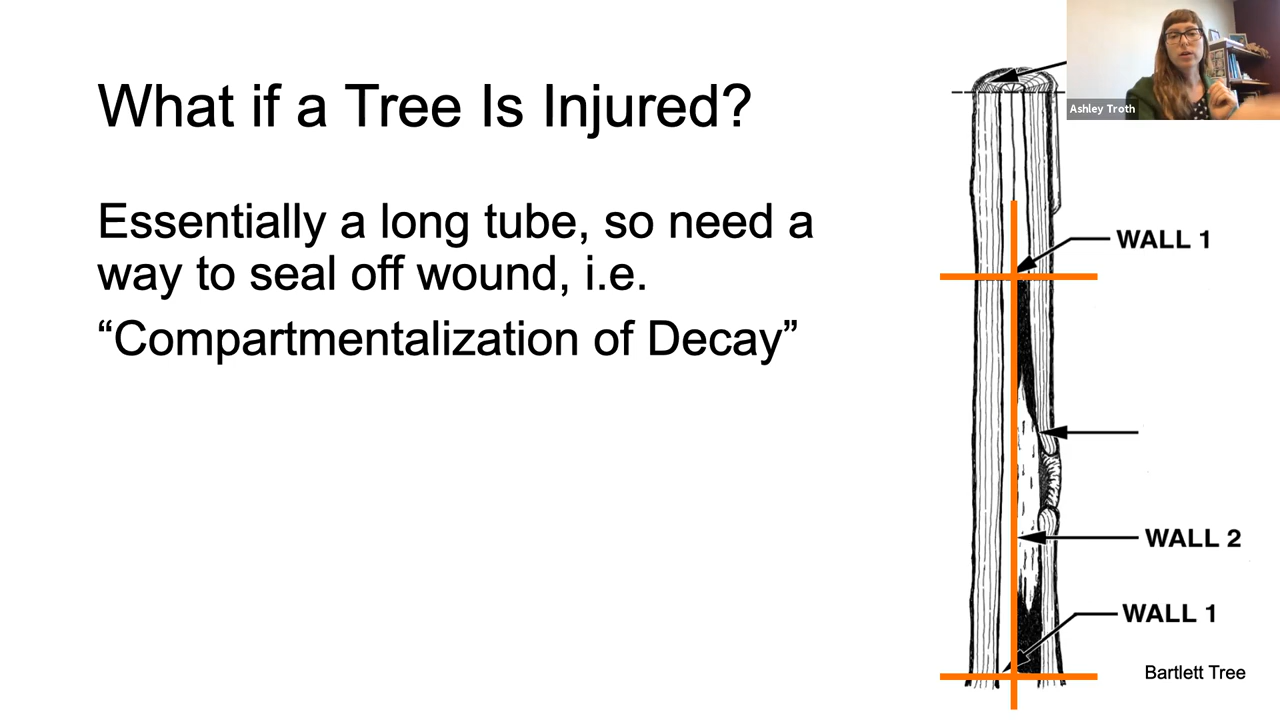 What if a Tree Is Injured?
Ashley Troth
Essentially a long tube, so need a
way to seal off wound, i.e.
“Compartmentalization of Decay”
WALL 1
WALL 2
WALL 1
Bartlett Tree